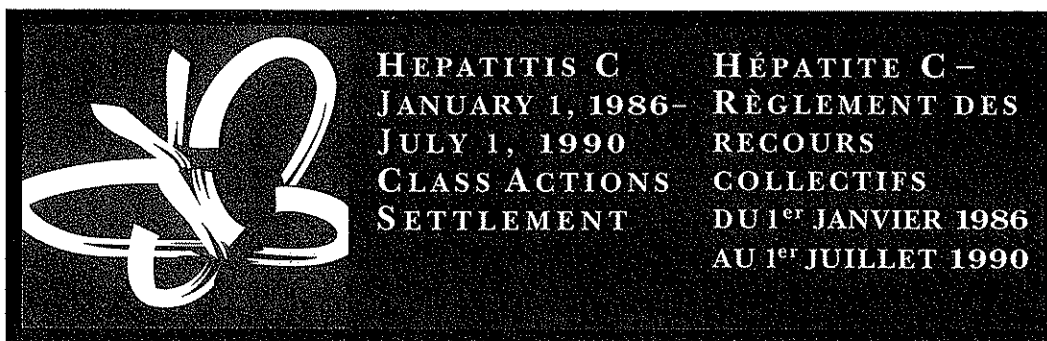 HEPATITIS C
JANUARY 1, 1986–
JULY 1, 1990
CLASS ACTIONS
SETTLEMENT
HÉPATITE C –
RÈGLEMENT DES
RECOURS
COLLECTIFS
DU 1er JANVIER 1986
AU 1er JUILLET 1990